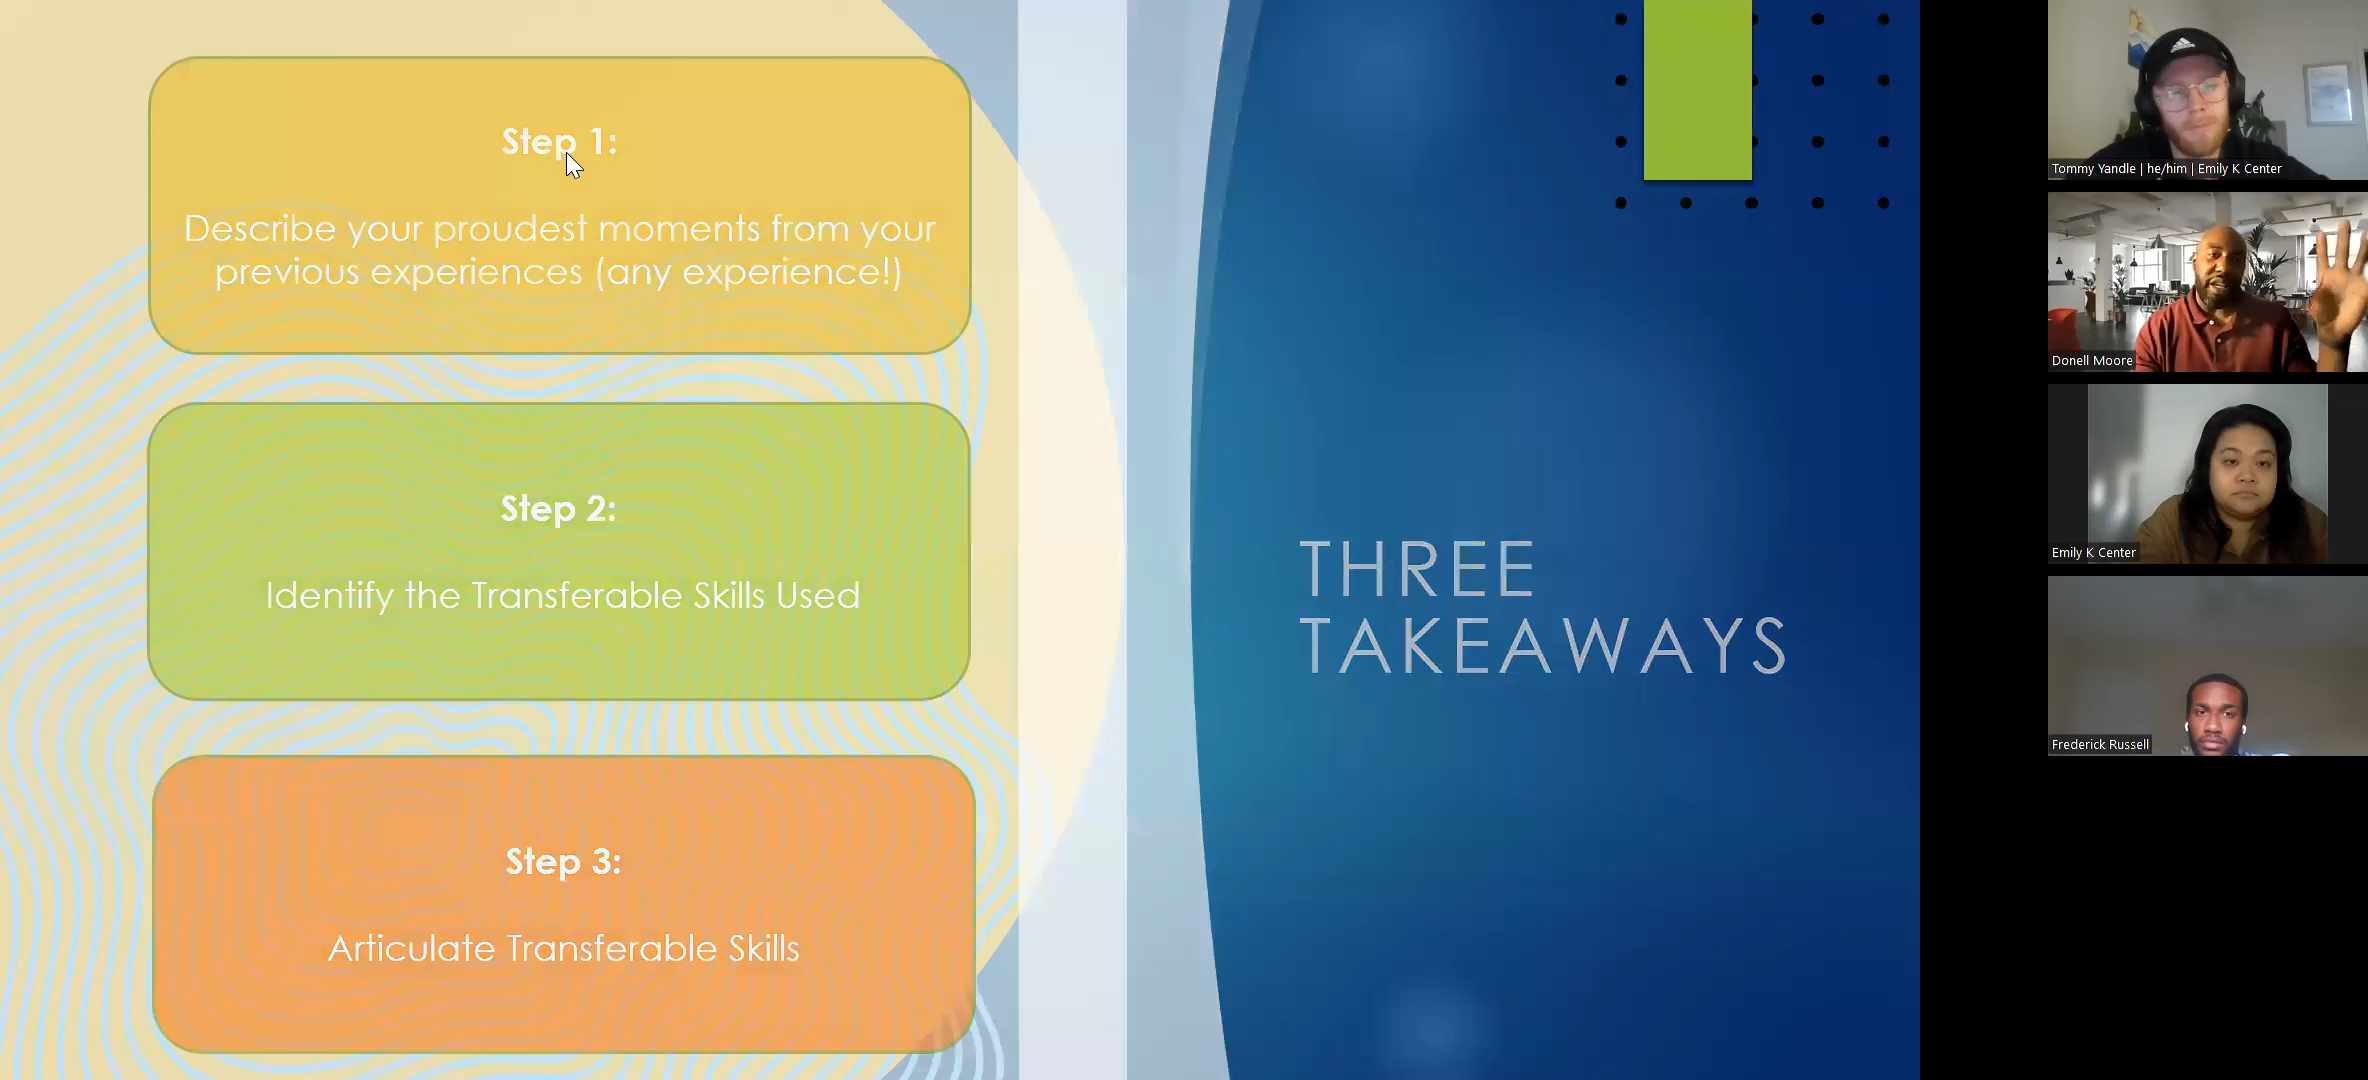 Step 1:
Describe your proudest moments from your
previous experiences (any experience!)
Step 2:
Identify the Transferable Skills Used
Step 3:
Articulate Transferable Skills
THREE
TAKEAWAYS
Tommy Yandle | he/him | Emily K Center
Donell Moore
Emily K Center
Frederick Russell